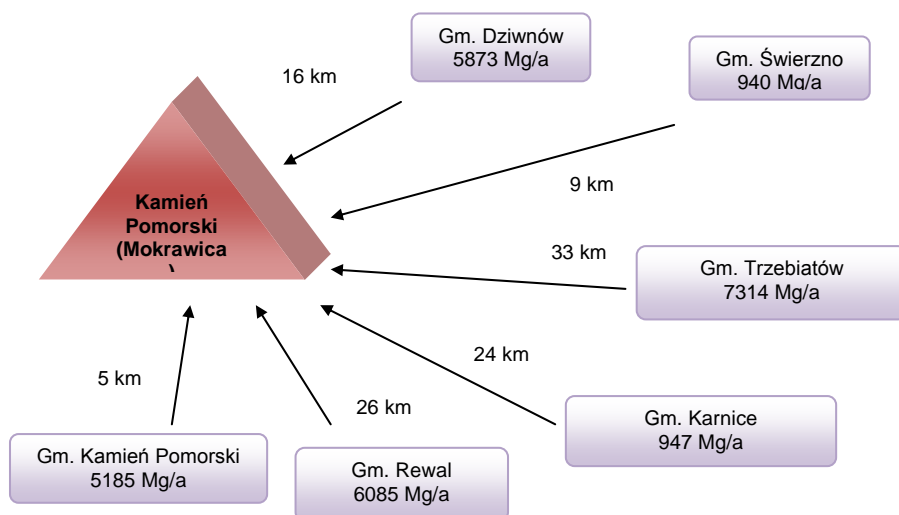 Gm. Dziwnów
5873 Mg/a
Gm. Świerzno
940 Mg/a
16 km
9 km
Kamień
Pomorski
(Mokrawica
)
33 km
Gm. Trzebiatów
7314 Mg/a
24 km
5 km
26 km
Gm. Karnice
947 Mg/a
Gm. Kamień Pomorski
5185 Mg/a
Gm. Rewal
6085 Mg/a